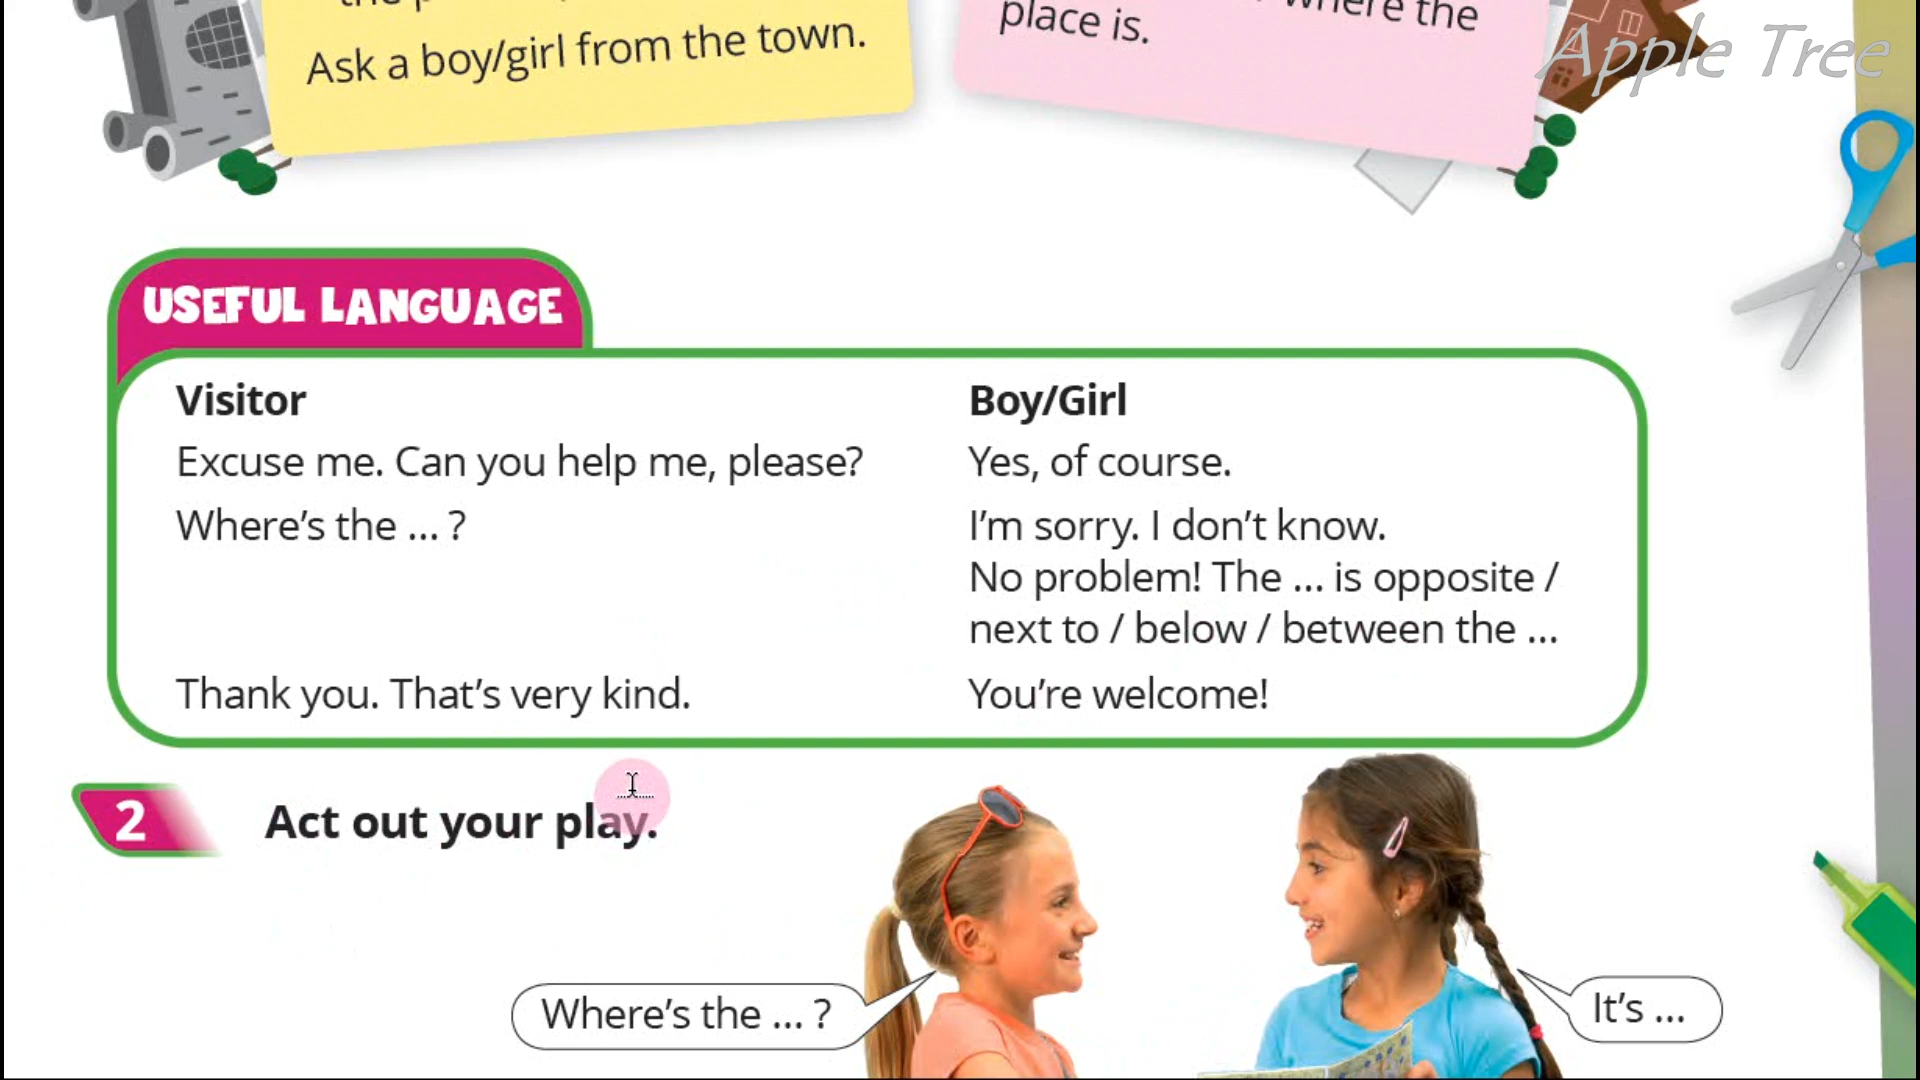 Ask a boy/girl from the town.
where the
place is.
Apple Tree
USEFUL LANGUAGE
Visitor
Boy/Girl
Excuse me. Can you help me, please?
Yes, of course.
Where's the ... ?
I'm sorry. I don't know.
No problem! The ... is opposite /
next to / below / between the ...
Thank you. That's very kind.
You're welcome!
2 Act out your play.
Where's the ... ?
It's ...